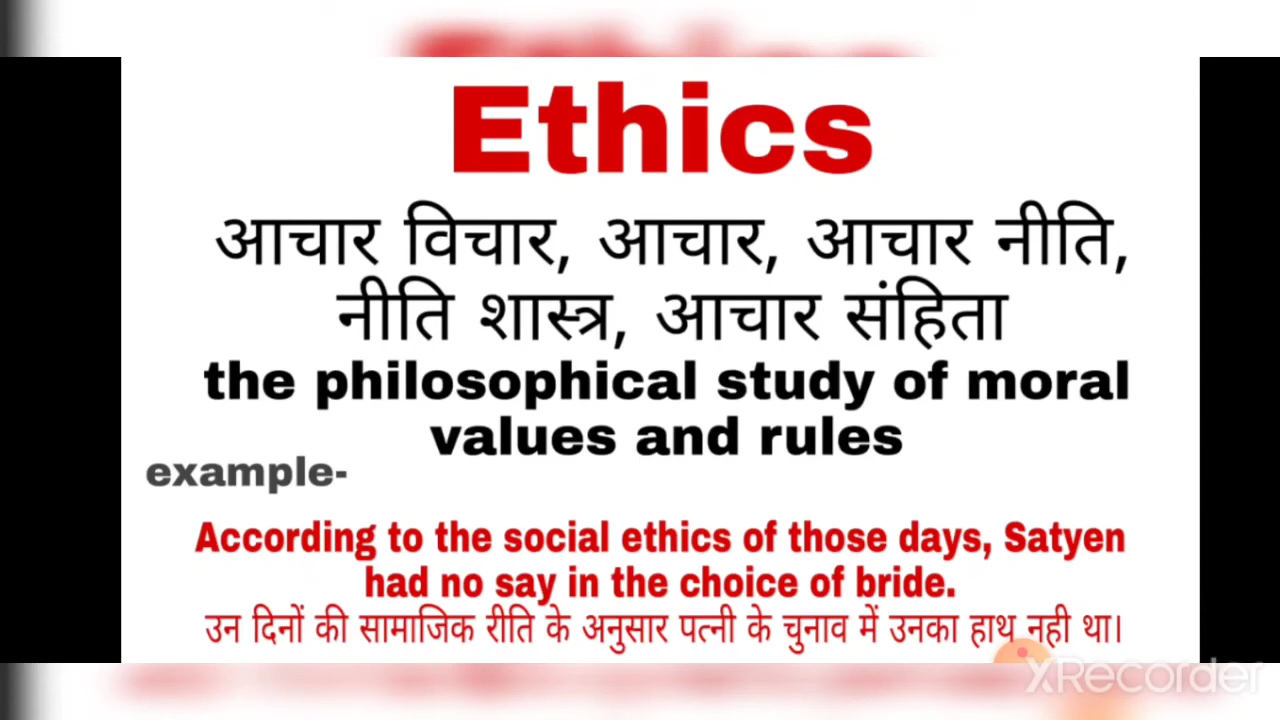 Ethics
आचार विचार, आचार, आचार नीति,
नीति शास्त्र, आचार संहिता
the philosophical study of moral
values and rules
example-
According to the social ethics of those days, Satyen
had no say in the choice of bride.
उन दिनों की सामाजिक रीति के अनुसार पत्नी के चुनाव में उनका हाथ नही था।
XRecorder